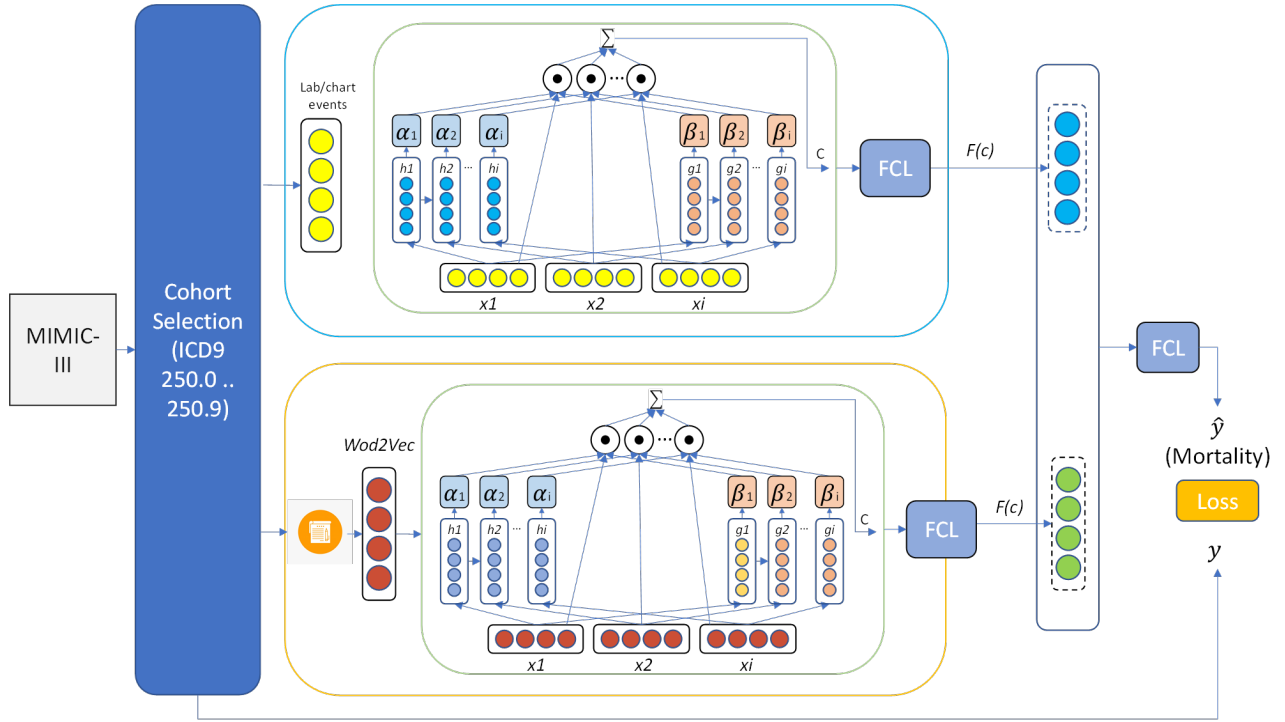 MIMIC-
III
Cohort
Selection
(ICD9
250.0 ..
250.9)
Lab/chart
events
∑
...
α1 α2 αi
β1 β2 βi
h1 h2 ... hi
g1 g2 ... gi
x1 x2 xi
C
FCL
F(c)
Wod2Vec
∑
...
α1 α2 αi
β1 β2 βi
h1 h2 ... hi
g1 g2 ... gi
x1 x2 xi
C
FCL
F(c)
FCL
ŷ
(Mortality)
Loss
y